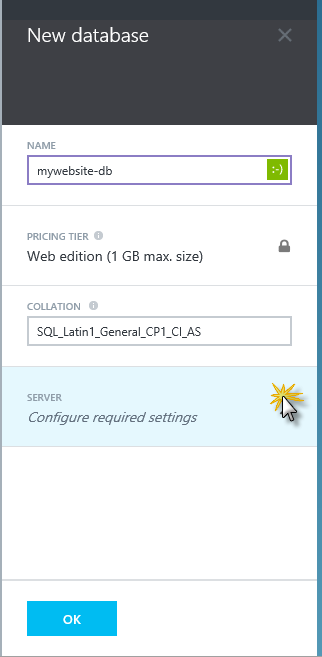 New database
NAME
mywebsite-db
:-)
PRICING TIER
Web edition (1 GB max. size)
COLLATION
SQL_Latin1_General_CP1_CI_AS
SERVER
Configure required settings
OK